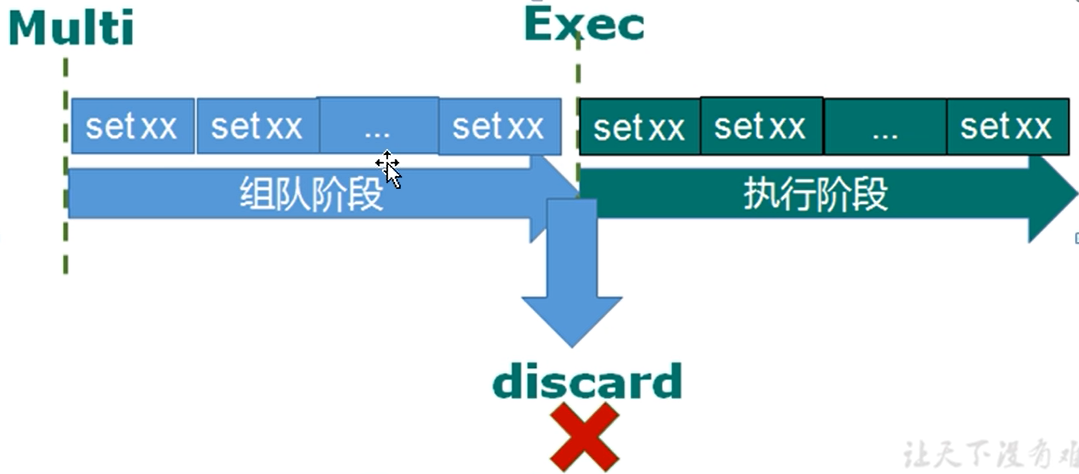 Multi
Exec
set xx set xx ... set xx
set xx set xx ... set xx
组队阶段
执行阶段
discard
让天下没有难